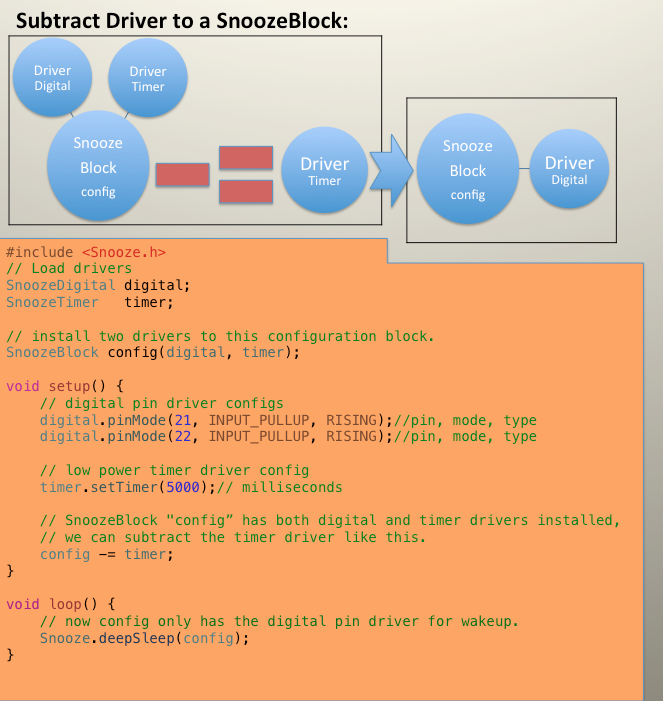 Subtract Driver to a SnoozeBlock:
Driver
Digital
Driver
Timer
Snooze
Block
config
Driver
Timer
Snooze
Block
config
Driver
Digital
#include <Snooze.h>
// Load drivers
SnoozeDigital digital;
SnoozeTimer   timer;
// install two drivers to this configuration block.
SnoozeBlock config(digital, timer);
void setup() {
    // digital pin driver configs
    digital.pinMode(21, INPUT_PULLUP, RISING);//pin, mode, type
    digital.pinMode(22, INPUT_PULLUP, RISING);//pin, mode, type
    // low power timer driver config
    timer.setTimer(5000);// milliseconds
    // SnoozeBlock "config” has both digital and timer drivers installed,
    // we can subtract the timer driver like this.
    config -= timer;
}
void loop() {
    // now config only has the digital pin driver for wakeup.
    Snooze.deepSleep(config);
}